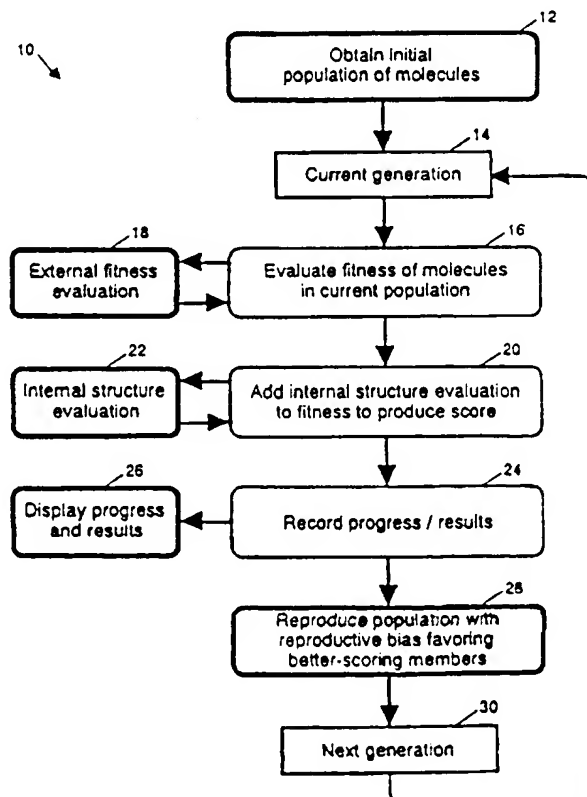 12
10
Obtain Initial
population of molecules
14
Current generation
18
16
External fitness
evaluation
Evaluate fitness of molecules
in current population
22
20
Internal structure
evaluation
Add internal structure evaluation
to fitness to produce score
26
24
Display progress
and results
Record progress / results
28
Reproduce population with
reproductive bias favoring
better-scoring members
30
Next generation